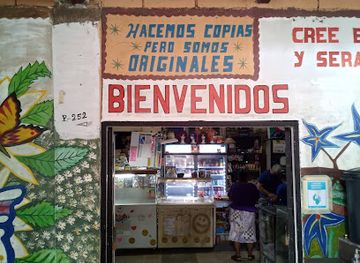 HACEMOS COPIAS
PERO SOMOS
ORIGINALES
CREE E
Y SERA
BIENVENIDOS
P-252